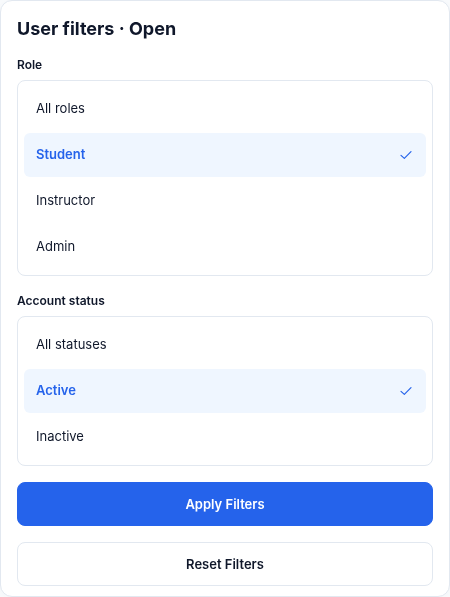 User filters · Open
Role
All roles
Student
Instructor
Admin
Account status
All statuses
Active
Inactive
Apply Filters
Reset Filters